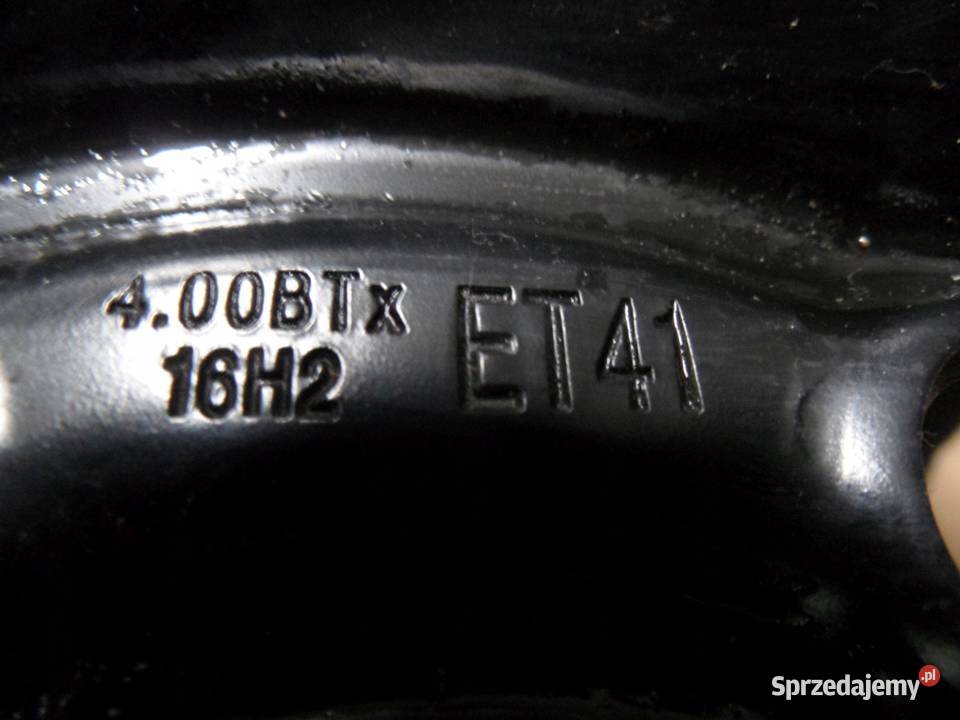 4.00BTx
16H2
ET41
Sprzedajemy.pl